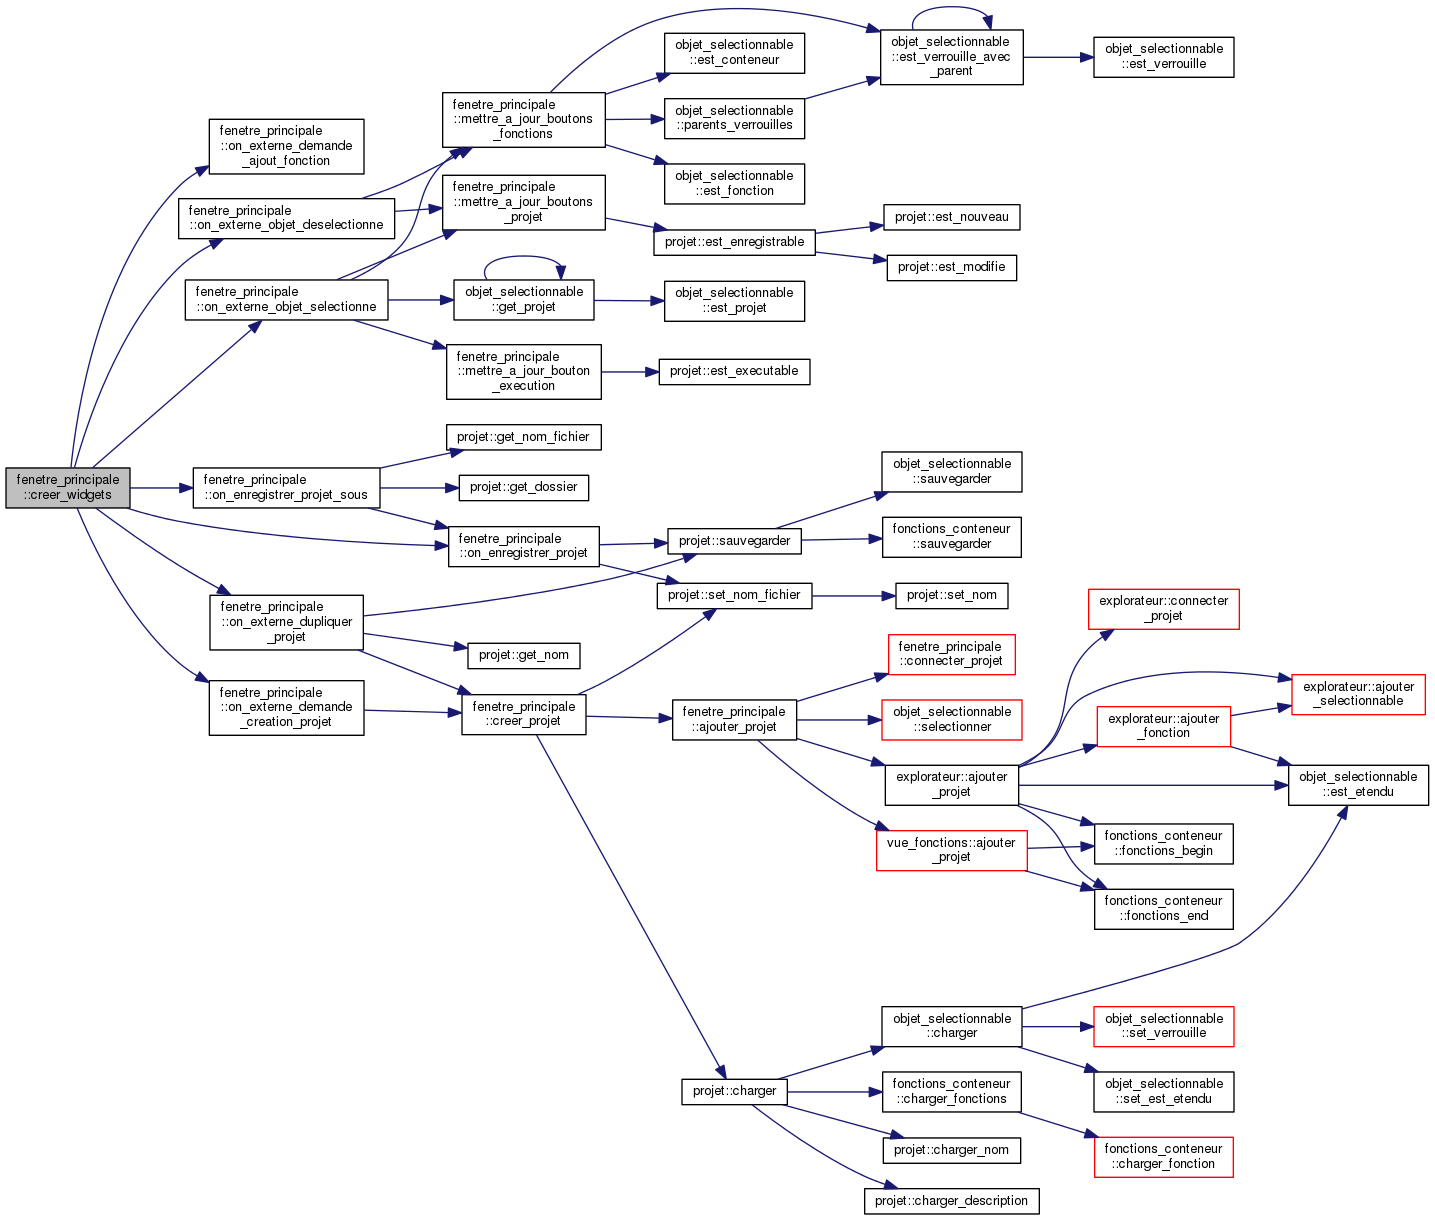 fenetre_principale
::creer_widgets
fenetre_principale
::on_externe_demande
_ajout_fonction
fenetre_principale
::on_externe_objet_deselectionne
fenetre_principale
::on_externe_objet_selectionne
fenetre_principale
::on_enregistrer_projet_sous
fenetre_principale
::on_externe_dupliquer
_projet
fenetre_principale
::on_externe_demande
_creation_projet
fenetre_principale
::mettre_a_jour_boutons
_fonctions
fenetre_principale
::mettre_a_jour_boutons
_projet
objet_selectionnable
::get_projet
fenetre_principale
::mettre_a_jour_bouton
_execution
projet::get_nom_fichier
projet::get_dossier
fenetre_principale
::on_enregistrer_projet
projet::get_nom
fenetre_principale
::creer_projet
objet_selectionnable
::est_conteneur
objet_selectionnable
::parents_verrouilles
objet_selectionnable
::est_fonction
projet::est_enregistrable
objet_selectionnable
::est_projet
projet::est_executable
projet::sauvegarder
projet::set_nom_fichier
fenetre_principale
::ajouter_projet
projet::charger
objet_selectionnable
::est_verrouille_avec
_parent
projet::est_nouveau
projet::est_modifie
objet_selectionnable
::sauvegarder
fonctions_conteneur
::sauvegarder
projet::set_nom
fenetre_principale
::connecter_projet
objet_selectionnable
::selectionner
explorateur::ajouter
_projet
vue_fonctions::ajouter
_projet
objet_selectionnable
::charger
fonctions_conteneur
::charger_fonctions
projet::charger_nom
projet::charger_description
objet_selectionnable
::est_verrouille
explorateur::connecter
_projet
explorateur::ajouter
_fonction
fonctions_conteneur
::fonctions_begin
fonctions_conteneur
::fonctions_end
objet_selectionnable
::set_verrouille
objet_selectionnable
::set_est_etendu
fonctions_conteneur
::charger_fonction
explorateur::ajouter
_selectionnable
objet_selectionnable
::est_etendu